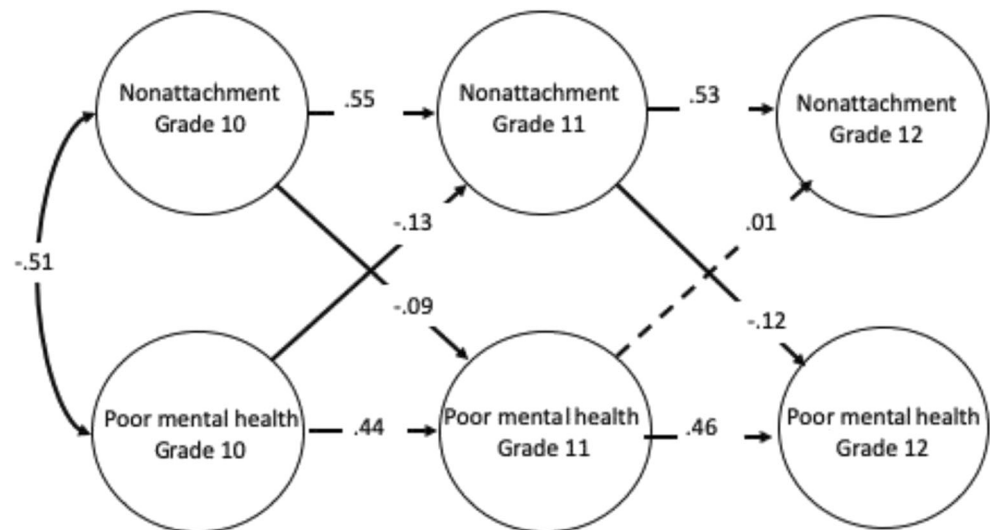 Nonattachment
Grade 10
.55
Nonattachment
Grade 11
.53
Nonattachment
Grade 12
-.51
-.13
-.09
.01
-.12
Poor mental health
Grade 10
.44
Poor mental health
Grade 11
.46
Poor mental health
Grade 12